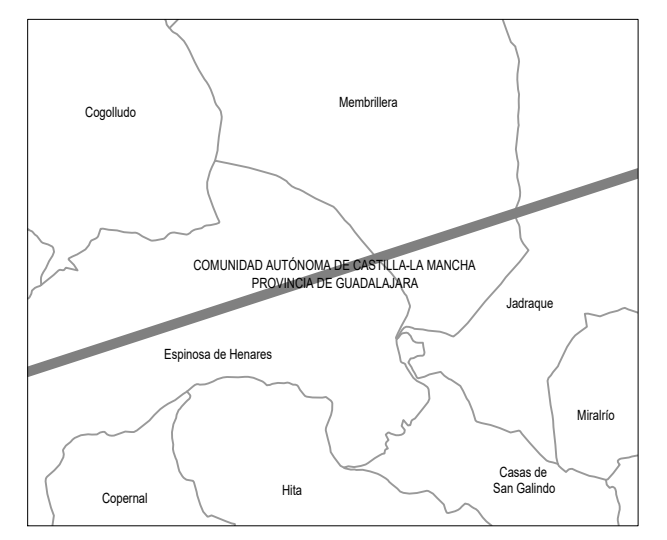 Membrillera
Cogolludo
COMUNIDAD AUTÓNOMA DE CASTILLA-LA MANCHA
PROVINCIA DE GUADALAJARA
Jadraque
Espinosa de Henares
Miralrío
Casas de
San Galindo
Hita
Copernal